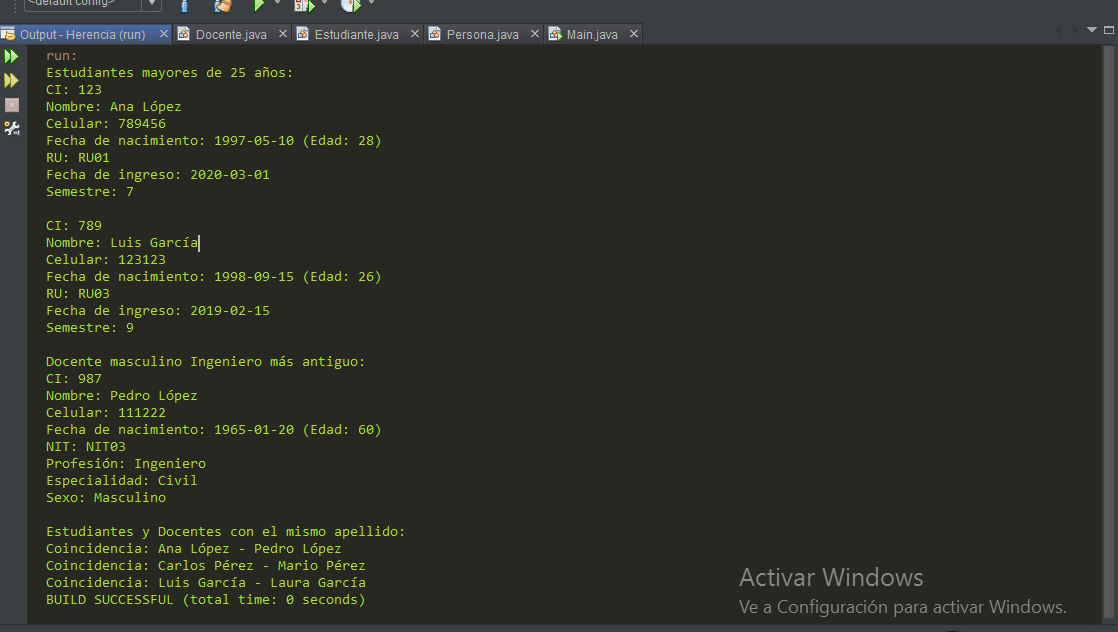 <default config>
Output - Herencia (run)
Docente.java
Estudiante.java
Persona.java
Main.java
run:
Estudiantes mayores de 25 años:
CI: 123
Nombre: Ana López
Celular: 789456
Fecha de nacimiento: 1997-05-10 (Edad: 28)
RU: RU01
Fecha de ingreso: 2020-03-01
Semestre: 7
CI: 789
Nombre: Luis García
Celular: 123123
Fecha de nacimiento: 1998-09-15 (Edad: 26)
RU: RU03
Fecha de ingreso: 2019-02-15
Semestre: 9
Docente masculino Ingeniero más antiguo:
CI: 987
Nombre: Pedro López
Celular: 111222
Fecha de nacimiento: 1965-01-20 (Edad: 60)
NIT: NIT03
Profesión: Ingeniero
Especialidad: Civil
Sexo: Masculino
Estudiantes y Docentes con el mismo apellido:
Coincidencia: Ana López - Pedro López
Coincidencia: Carlos Pérez - Mario Pérez
Coincidencia: Luis García - Laura García
BUILD SUCCESSFUL (total time: 0 seconds)
Activar Windows
Ve a Configuración para activar Windows.